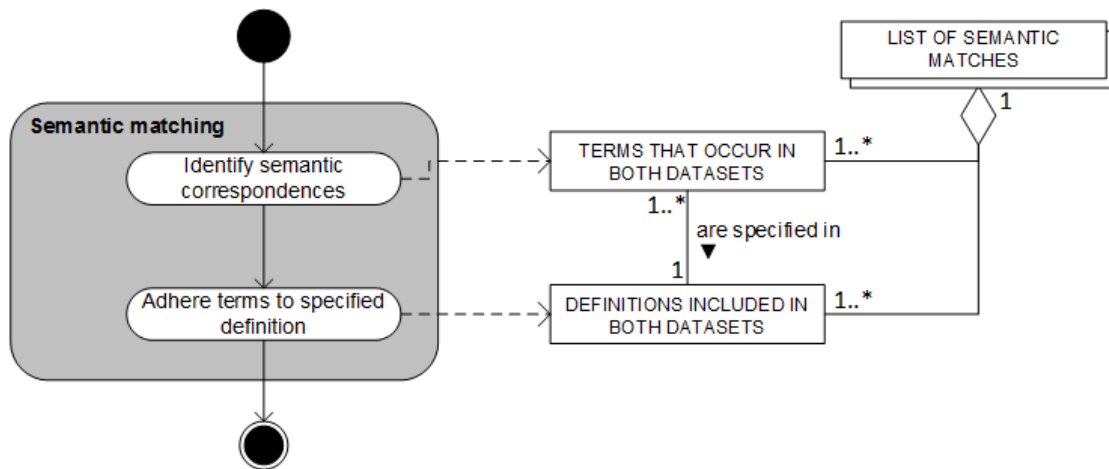 LIST OF SEMANTIC
MATCHES
1
Semantic matching
Identify semantic
correspondences
TERMS THAT OCCUR IN
BOTH DATASETS
1..*
1..*
are specified in
1
Adhere terms to specified
definition
DEFINITIONS INCLUDED IN
BOTH DATASETS
1..*